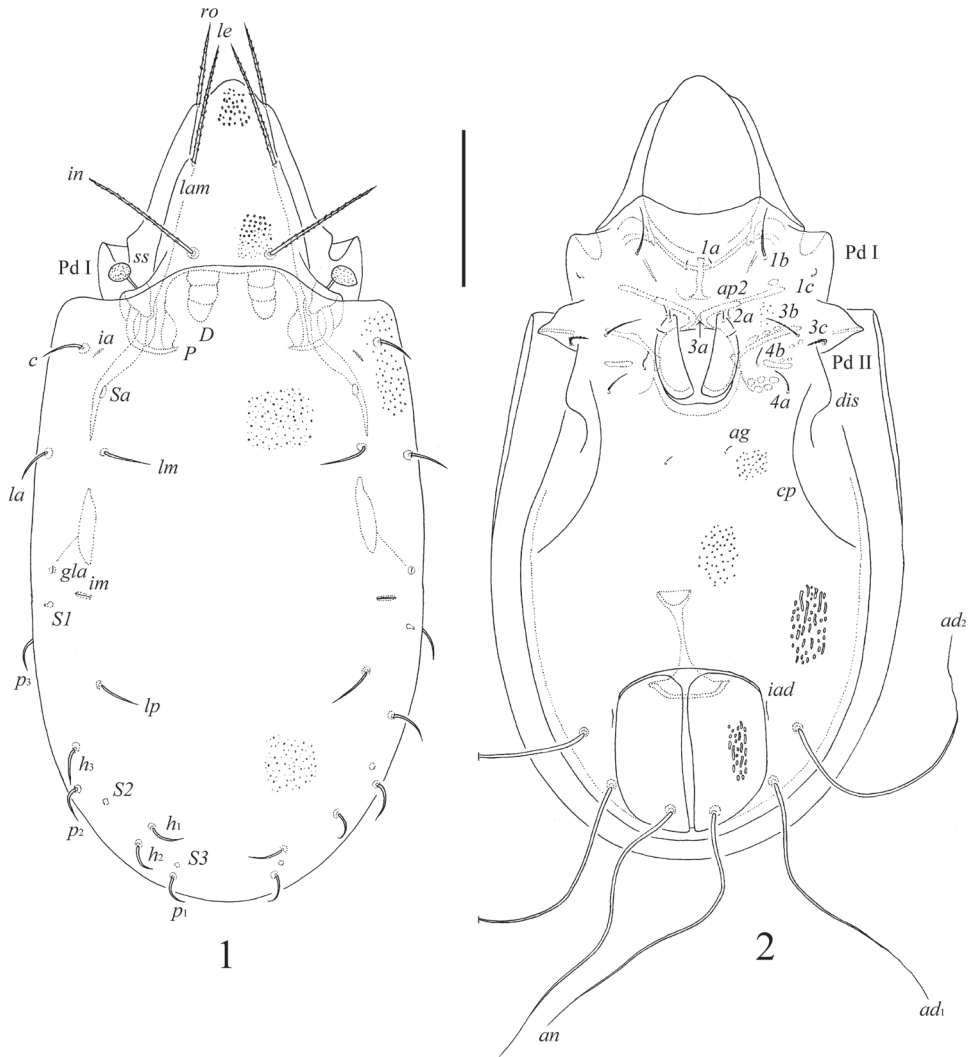 ro
le
in
lam
ss
Pd I
D
P
ia
c
Sa
la
lm
gla
im
S1
p3
lp
h3
S2
p2
h1
h2
S3
p1
1
1a
1b
Pd I
1c
ap2
2a
3b
3c
3a
4b
Pd II
4a
dis
ag
cp
ad2
iad
2
ad1
an